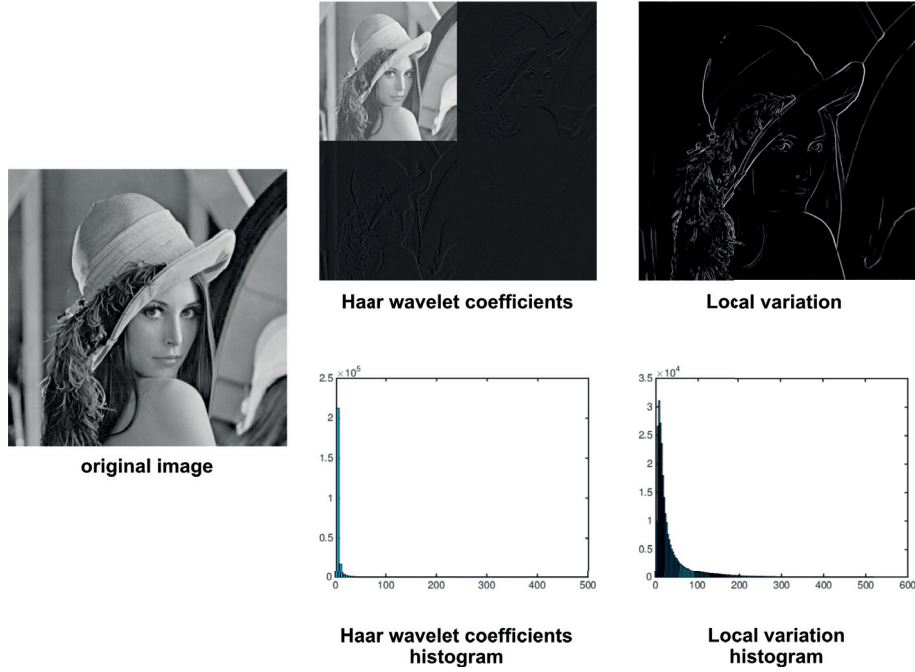 Haar wavelet coefficients
Local variation
original image
×10^5
2.5
2
1.5
1
0.5
0
0 100 200 300 400 500
×10^4
3.5
3
2.5
2
1.5
1
0.5
0
0 100 200 300 400 500 600
Haar wavelet coefficients
histogram
Local variation
histogram